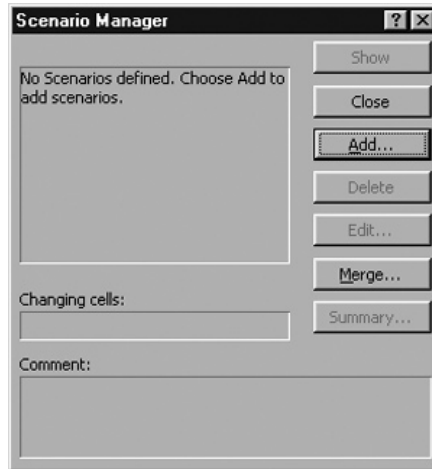 Scenario Manager
? X
Show
No Scenarios defined. Choose Add to
add scenarios.
Close
Add...
Delete
Edit...
Merge...
Changing cells:
Summary...
Comment: